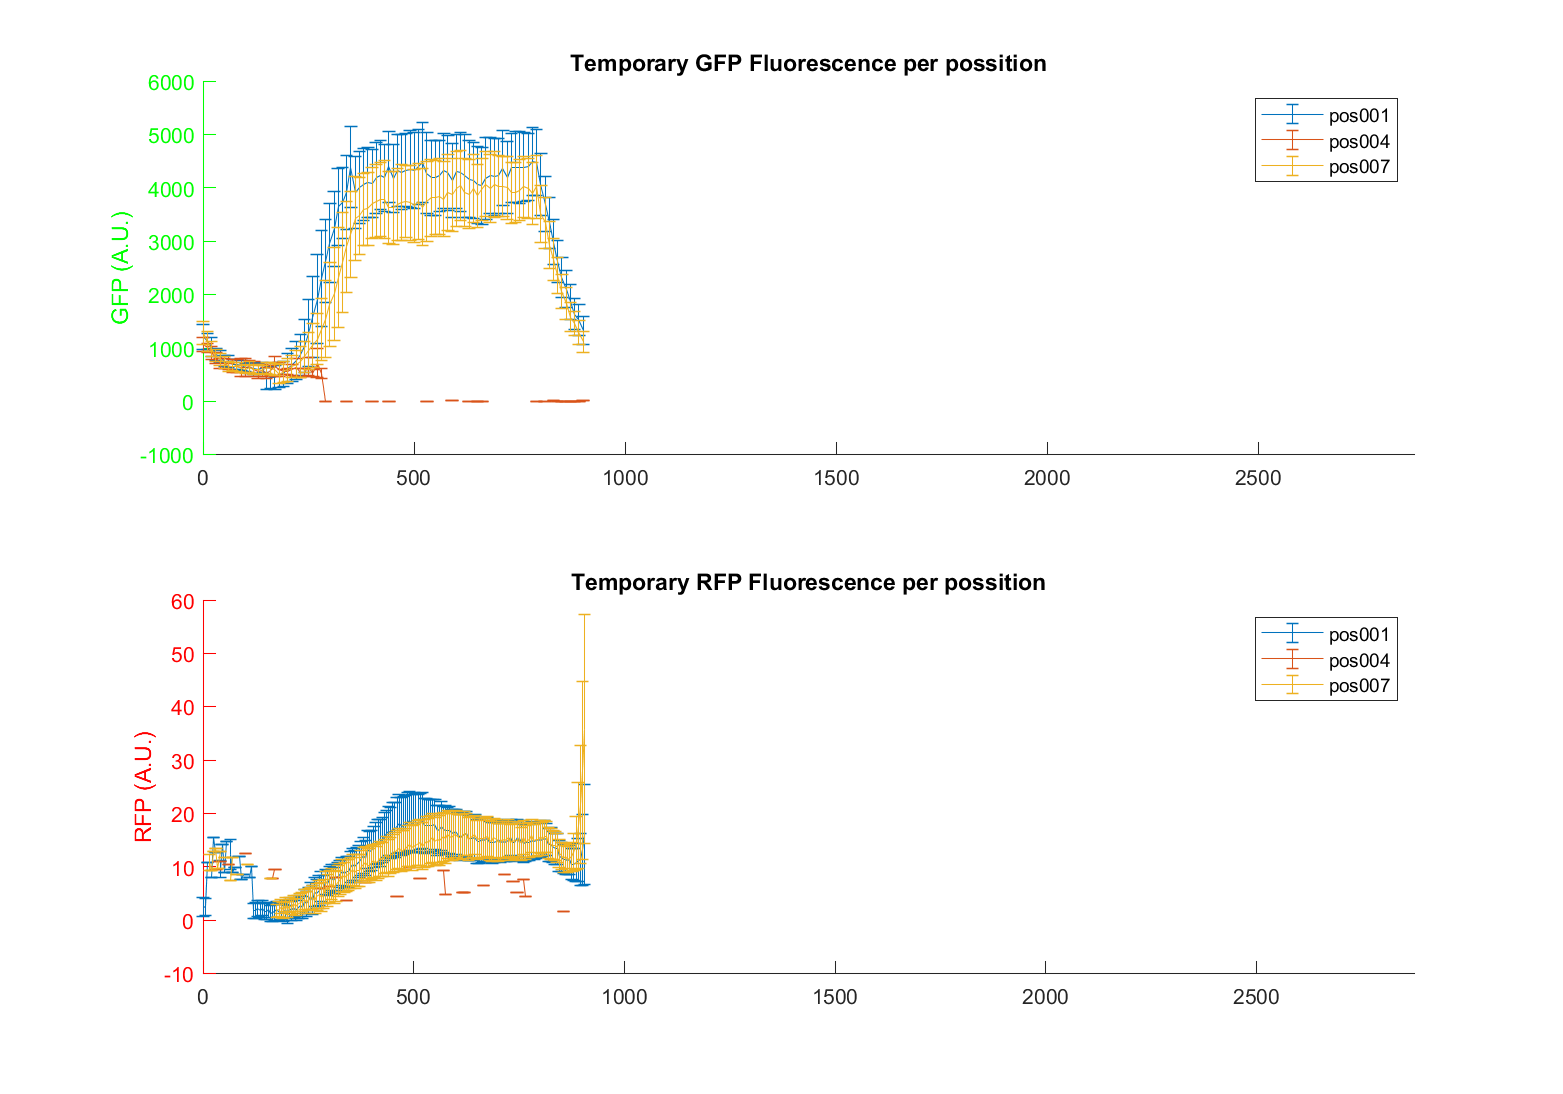 Temporary GFP Fluorescence per possition
6000
5000
4000
3000
2000
1000
0
-1000
GFP (A.U.)
0 500 1000 1500 2000 2500
pos001
pos004
pos007
Temporary RFP Fluorescence per possition
60
50
40
30
20
10
0
-10
RFP (A.U.)
0 500 1000 1500 2000 2500
pos001
pos004
pos007